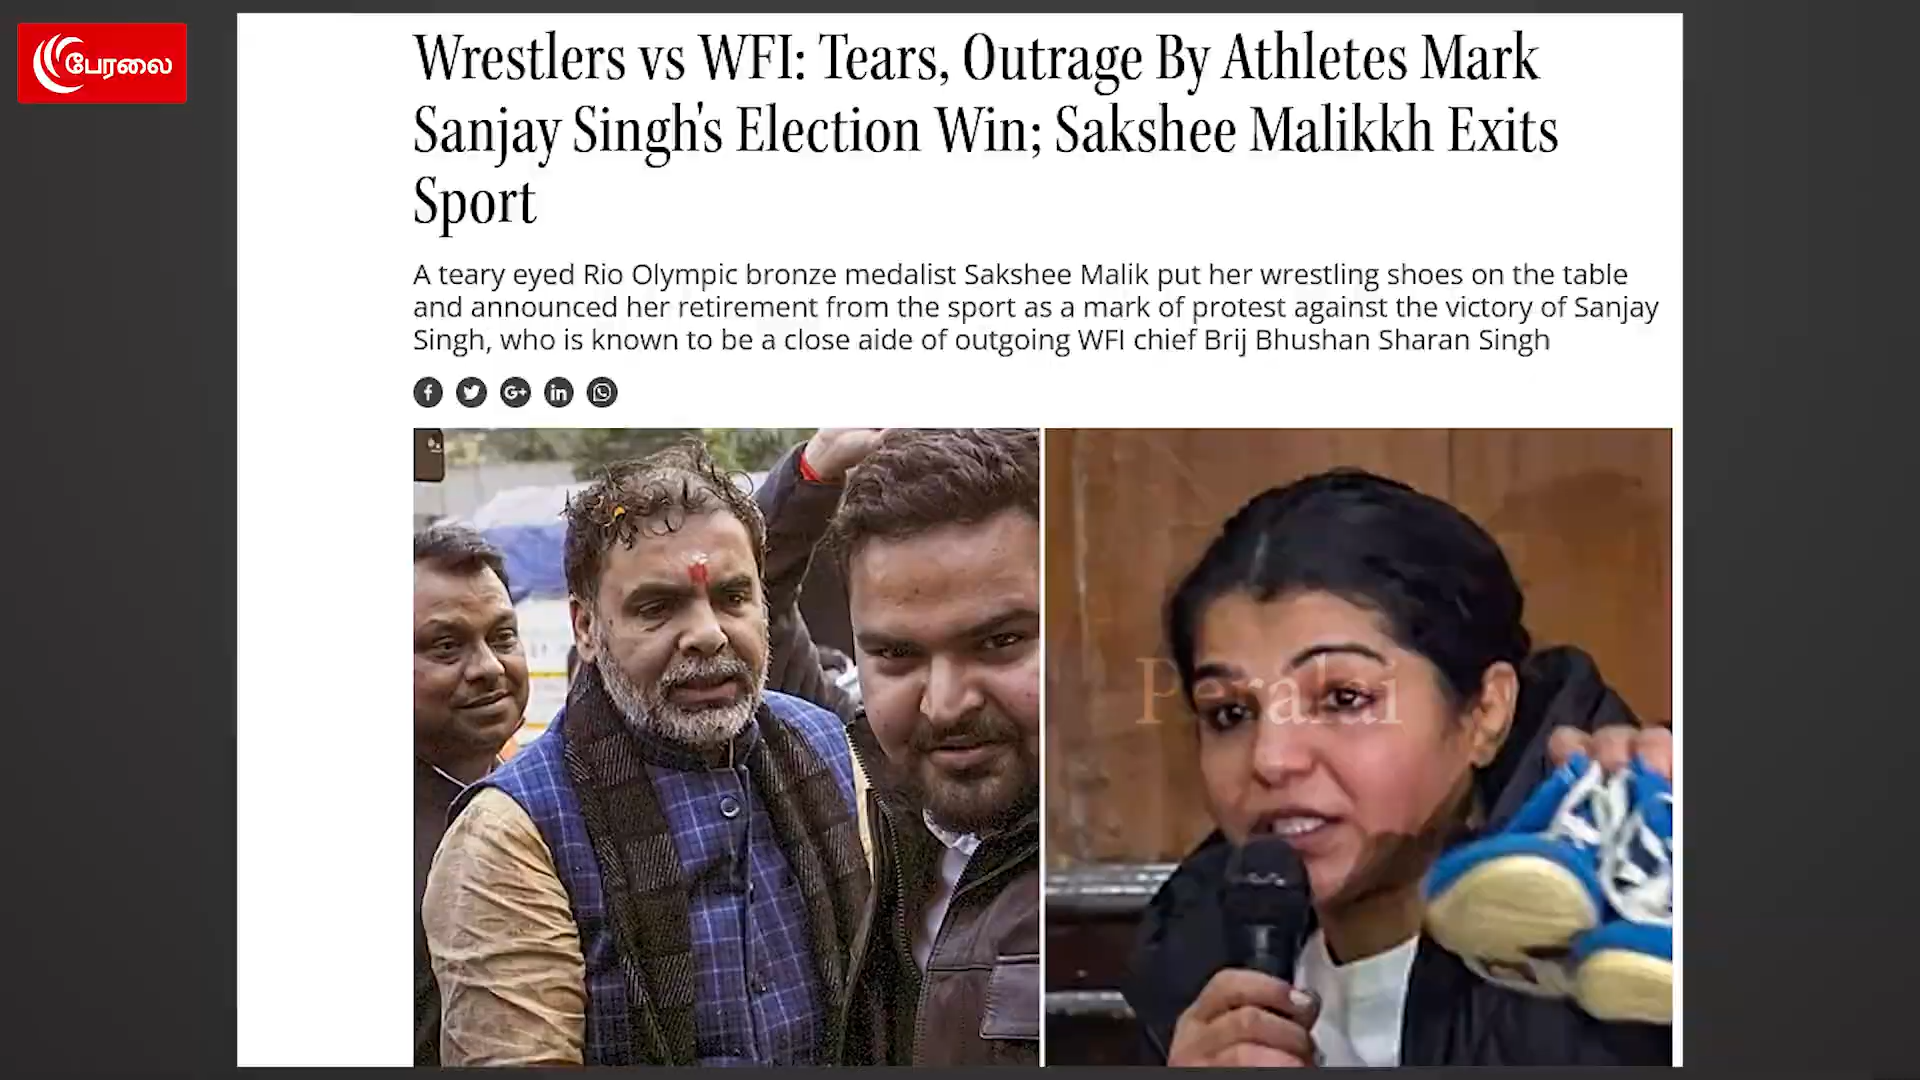 பேரலை
Wrestlers vs WFI: Tears, Outrage By Athletes Mark
Sanjay Singh's Election Win; Sakshee Malikkh Exits
Sport
A teary eyed Rio Olympic bronze medalist Sakshee Malik put her wrestling shoes on the table
and announced her retirement from the sport as a mark of protest against the victory of Sanjay
Singh, who is known to be a close aide of outgoing WFI chief Brij Bhushan Sharan Singh
f G+ in
Peralai